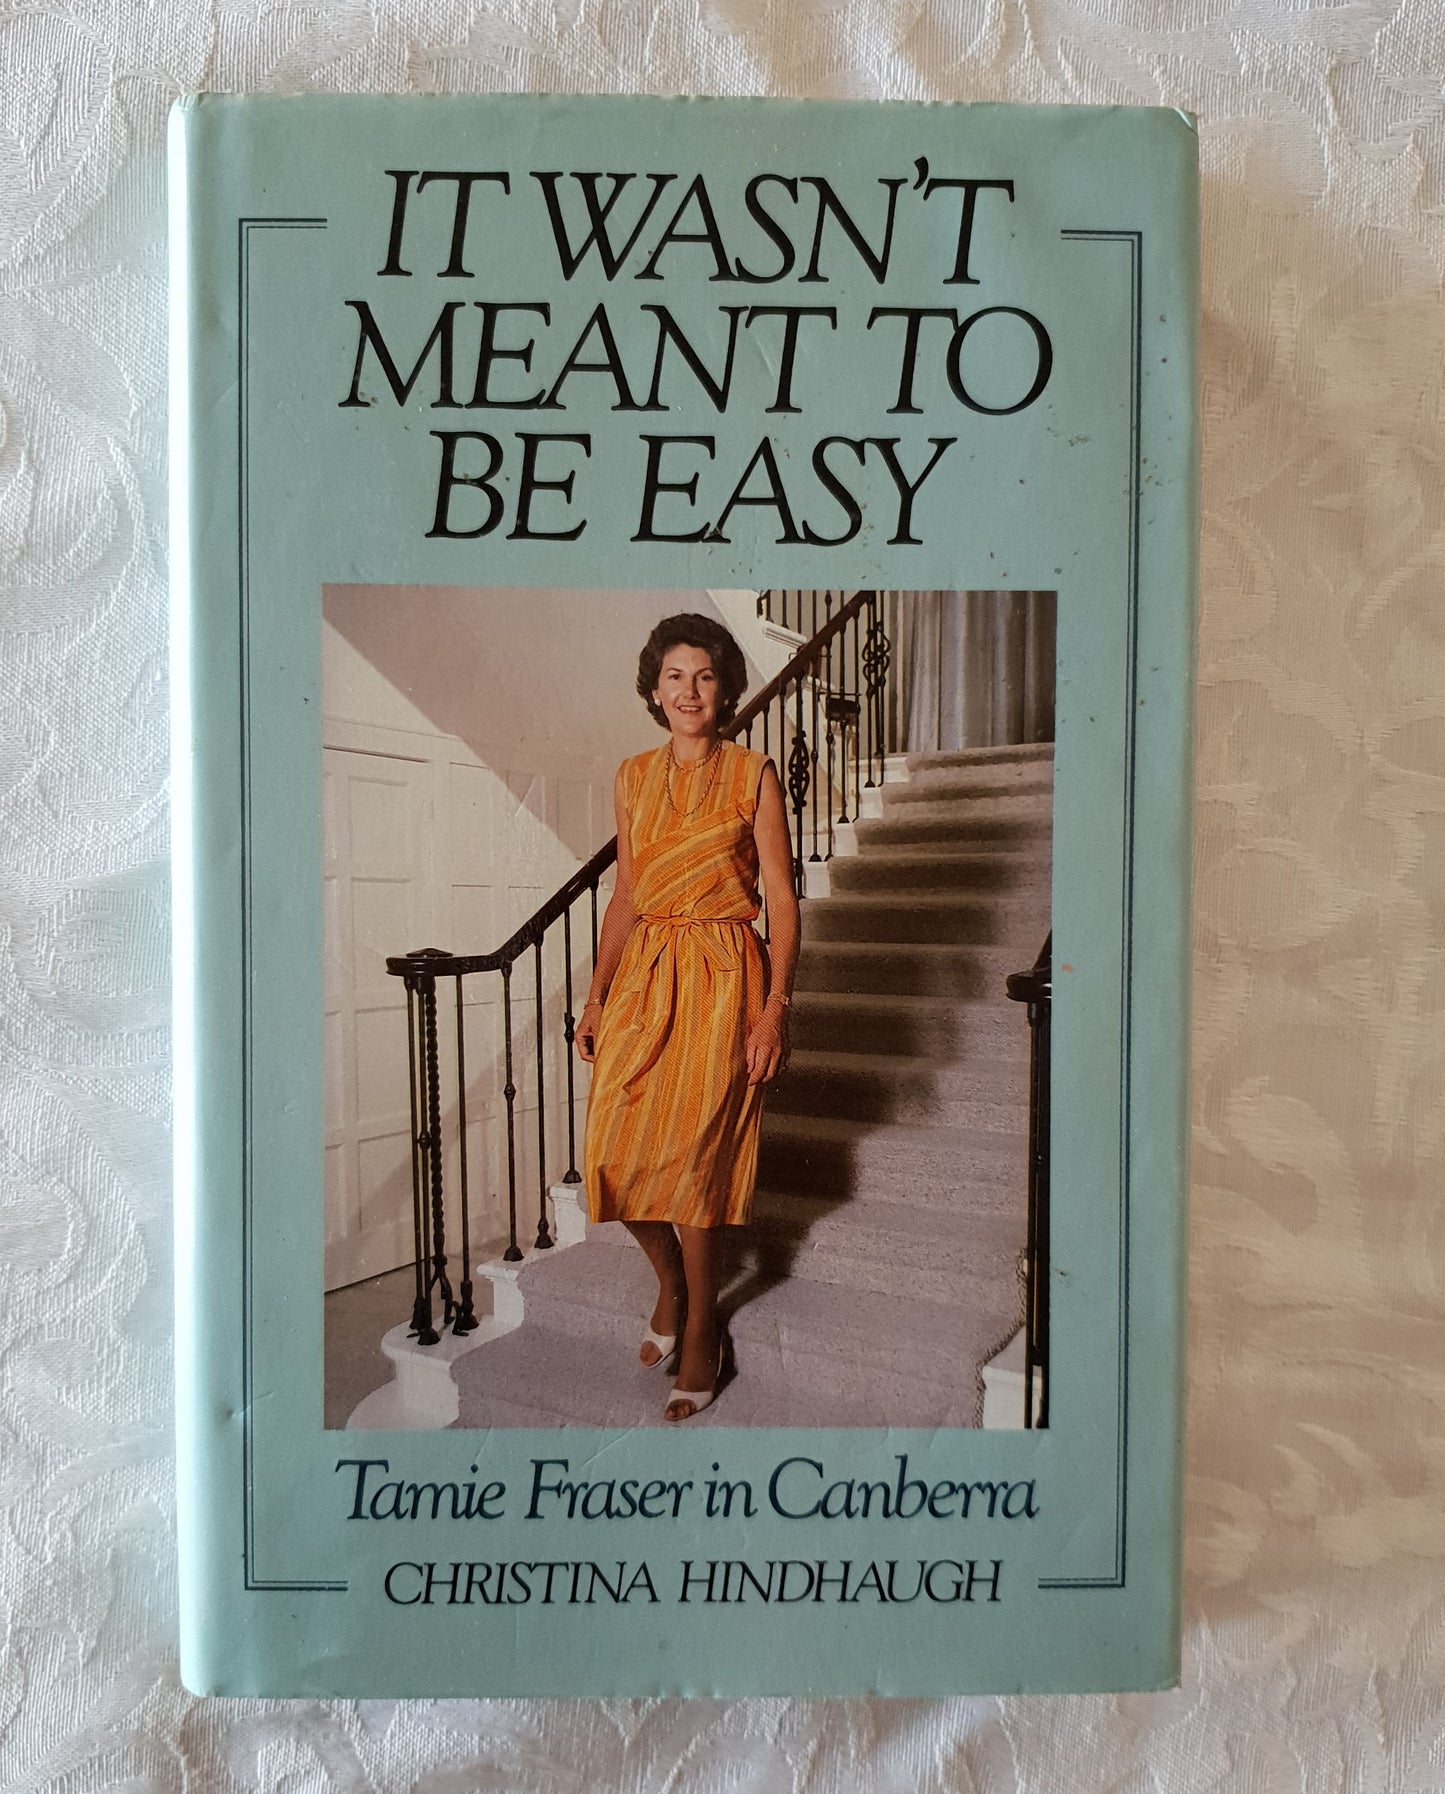 IT WASN'T
MEANT TO
BE EASY
Tamie Fraser in Canberra
CHRISTINA HINDHAUGH